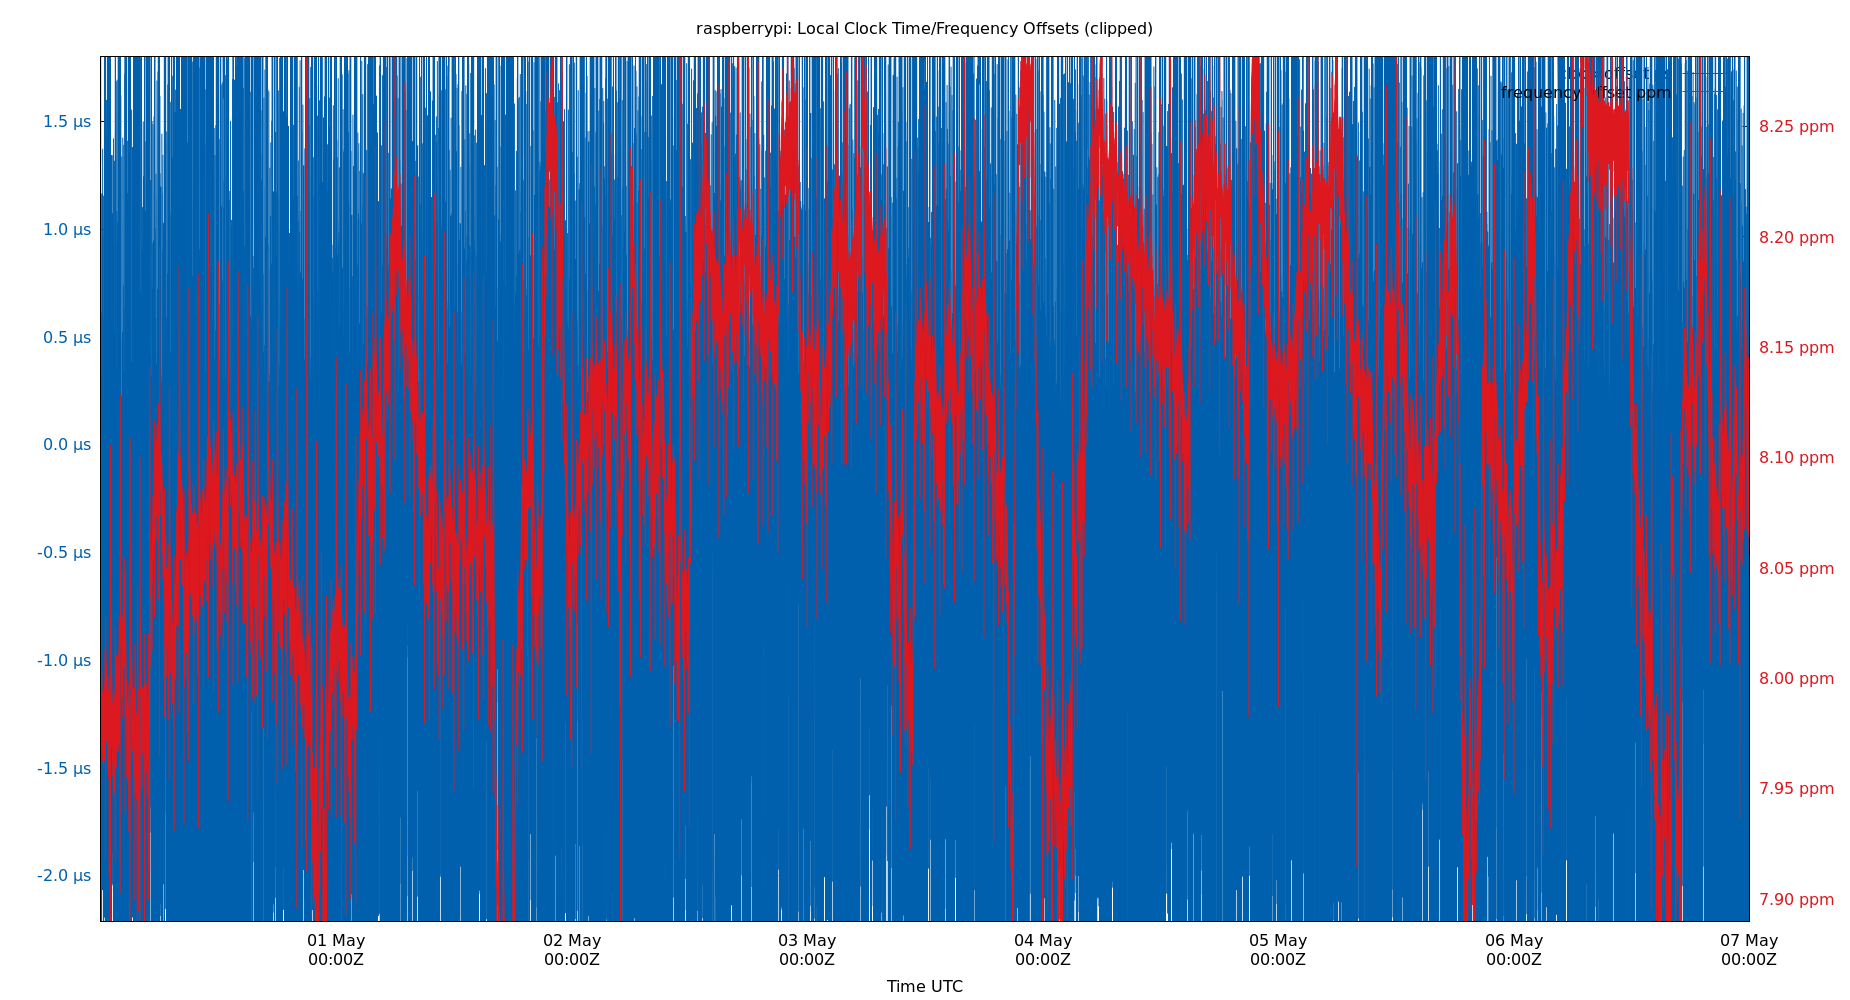 raspberrypi: Local Clock Time/Frequency Offsets (clipped)
clock offset
frequency offset ppm
1.5 µs
1.0 µs
0.5 µs
0.0 µs
-0.5 µs
-1.0 µs
-1.5 µs
-2.0 µs
8.25 ppm
8.20 ppm
8.15 ppm
8.10 ppm
8.05 ppm
8.00 ppm
7.95 ppm
7.90 ppm
01 May 02 May 03 May 04 May 05 May 06 May 07 May
00:00Z 00:00Z 00:00Z 00:00Z 00:00Z 00:00Z 00:00Z
Time UTC